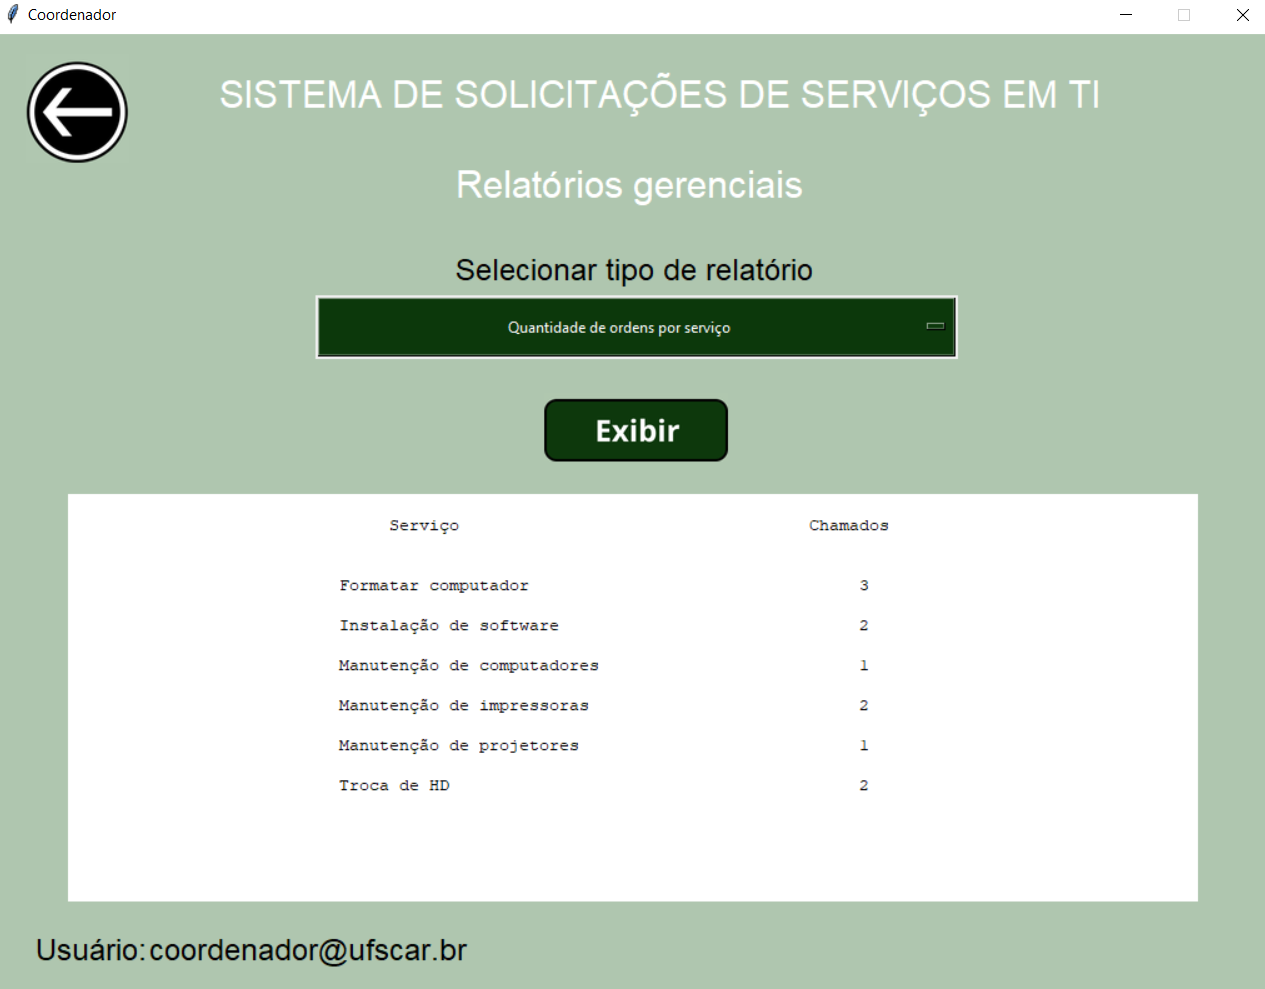 Coordenador
SISTEMA DE SOLICITAÇÕES DE SERVIÇOS EM TI
Relatórios gerenciais
Selecionar tipo de relatório
Quantidade de ordens por serviço
Exibir
Serviço Chamados
Formatar computador 3
Instalação de software 2
Manutenção de computadores 1
Manutenção de impressoras 2
Manutenção de projetores 1
Troca de HD 2
Usuário: coordenador@ufscar.br